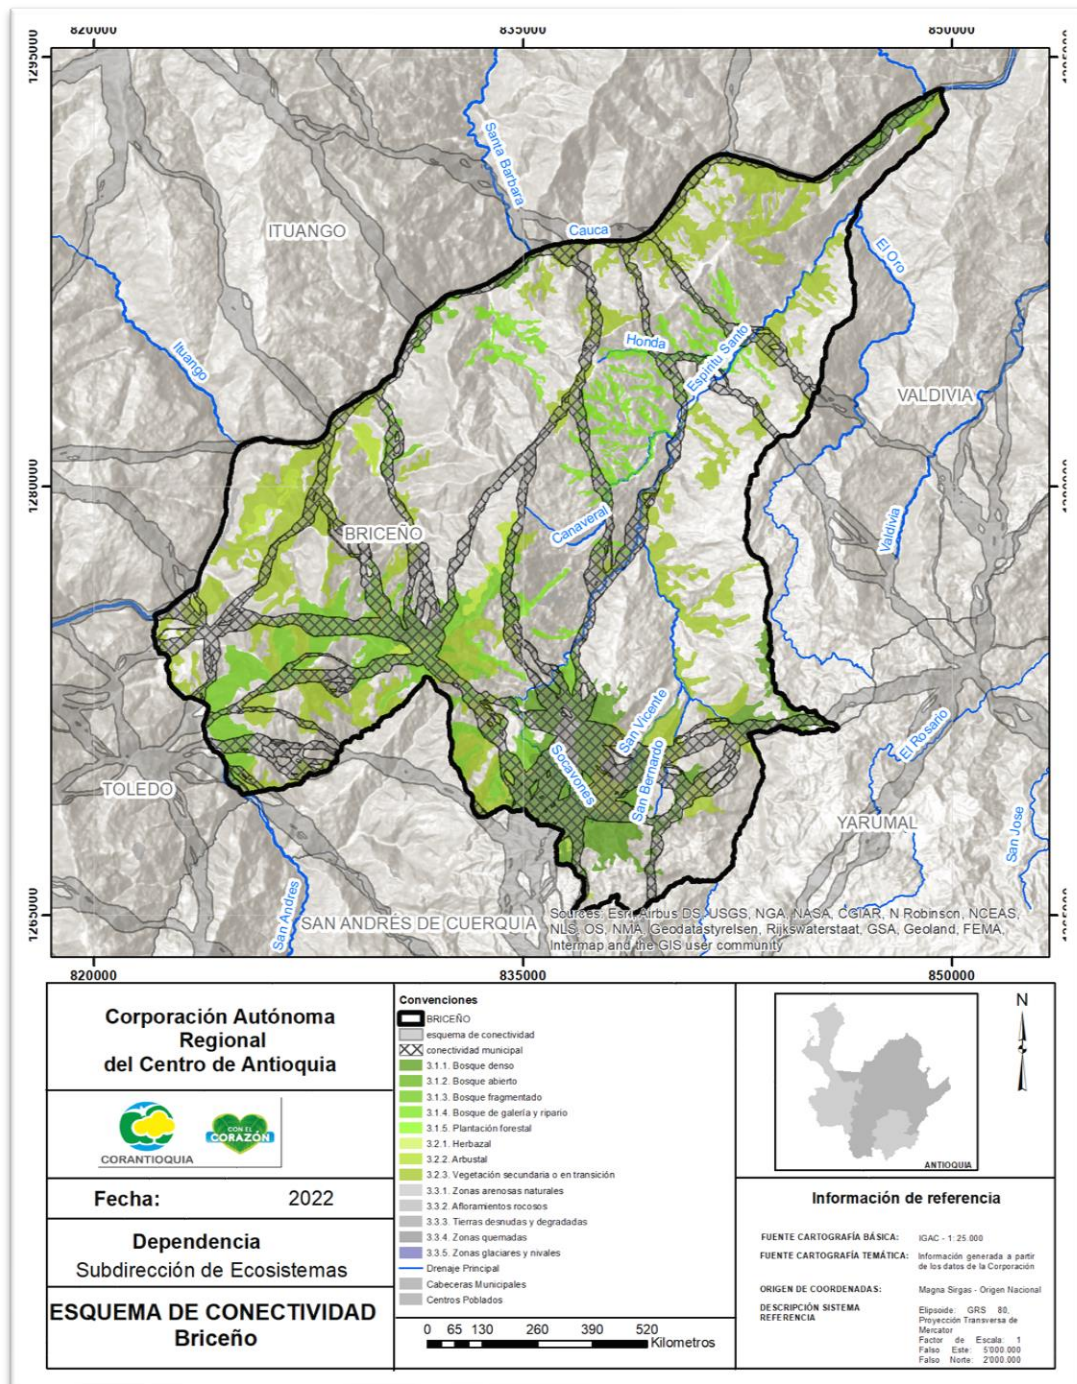 820000
835000
850000
1295000
1295000
Santa Barbara
ITUANGO
Cauca
El Oro
Ituango
Honda
Espiritu Santo
VALDIVIA
1280000
1280000
BRICEÑO
Canaveral
Valdivia
San Vicente
Socavones
San Bernardo
El Rosario
TOLEDO
YARUMAL
San Jose
San Andres
1265000
1265000
SAN ANDRÉS DE CUERQUIA
Sources: Esri, Airbus DS, USGS, NGA, NASA, CGIAR, N Robinson, NCEAS,
NLS, OS, NMA, Geodatastyrelsen, Rijkswaterstaat, GSA, Geoland, FEMA,
Intermap and the GIS user community
820000
835000
850000
Corporación Autónoma
Regional
del Centro de Antioquia
CORANTIOQUIA
CON EL
CORAZÓN
Fecha: 2022
Dependencia
Subdirección de Ecosistemas
ESQUEMA DE CONECTIVIDAD
Briceño
Convenciones
BRICEÑO
esquema de conectividad
conectividad municipal
3.1.1. Bosque denso
3.1.2. Bosque abierto
3.1.3. Bosque fragmentado
3.1.4. Bosque de galería y ripario
3.1.5. Plantación forestal
3.2.1. Herbazal
3.2.2. Arbustal
3.2.3. Vegetación secundaria o en transición
3.3.1. Zonas arenosas naturales
3.3.2. Afloramientos rocosos
3.3.3. Tierras desnudas y degradadas
3.3.4. Zonas quemadas
3.3.5. Zonas glaciares y nivales
Drenaje Principal
Cabeceras Municipales
Centros Poblados
0 65 130 260 390 520
Kilometros
N
ANTIOQUIA
Información de referencia
FUENTE CARTOGRAFÍA BÁSICA: IGAC - 1: 25.000
FUENTE CARTOGRAFÍA TEMÁTICA: Información generada a partir
de los datos de la Corporación
ORIGEN DE COORDENADAS: Magna Sirgas - Origen Nacional
DESCRIPCIÓN SISTEMA
REFERENCIA
Elipsoide: GRS 80,
Proyección Transversa de
Mercator
Factor de Escala: 1
Falso Este: 5'000.000
Falso Norte: 2'000.000